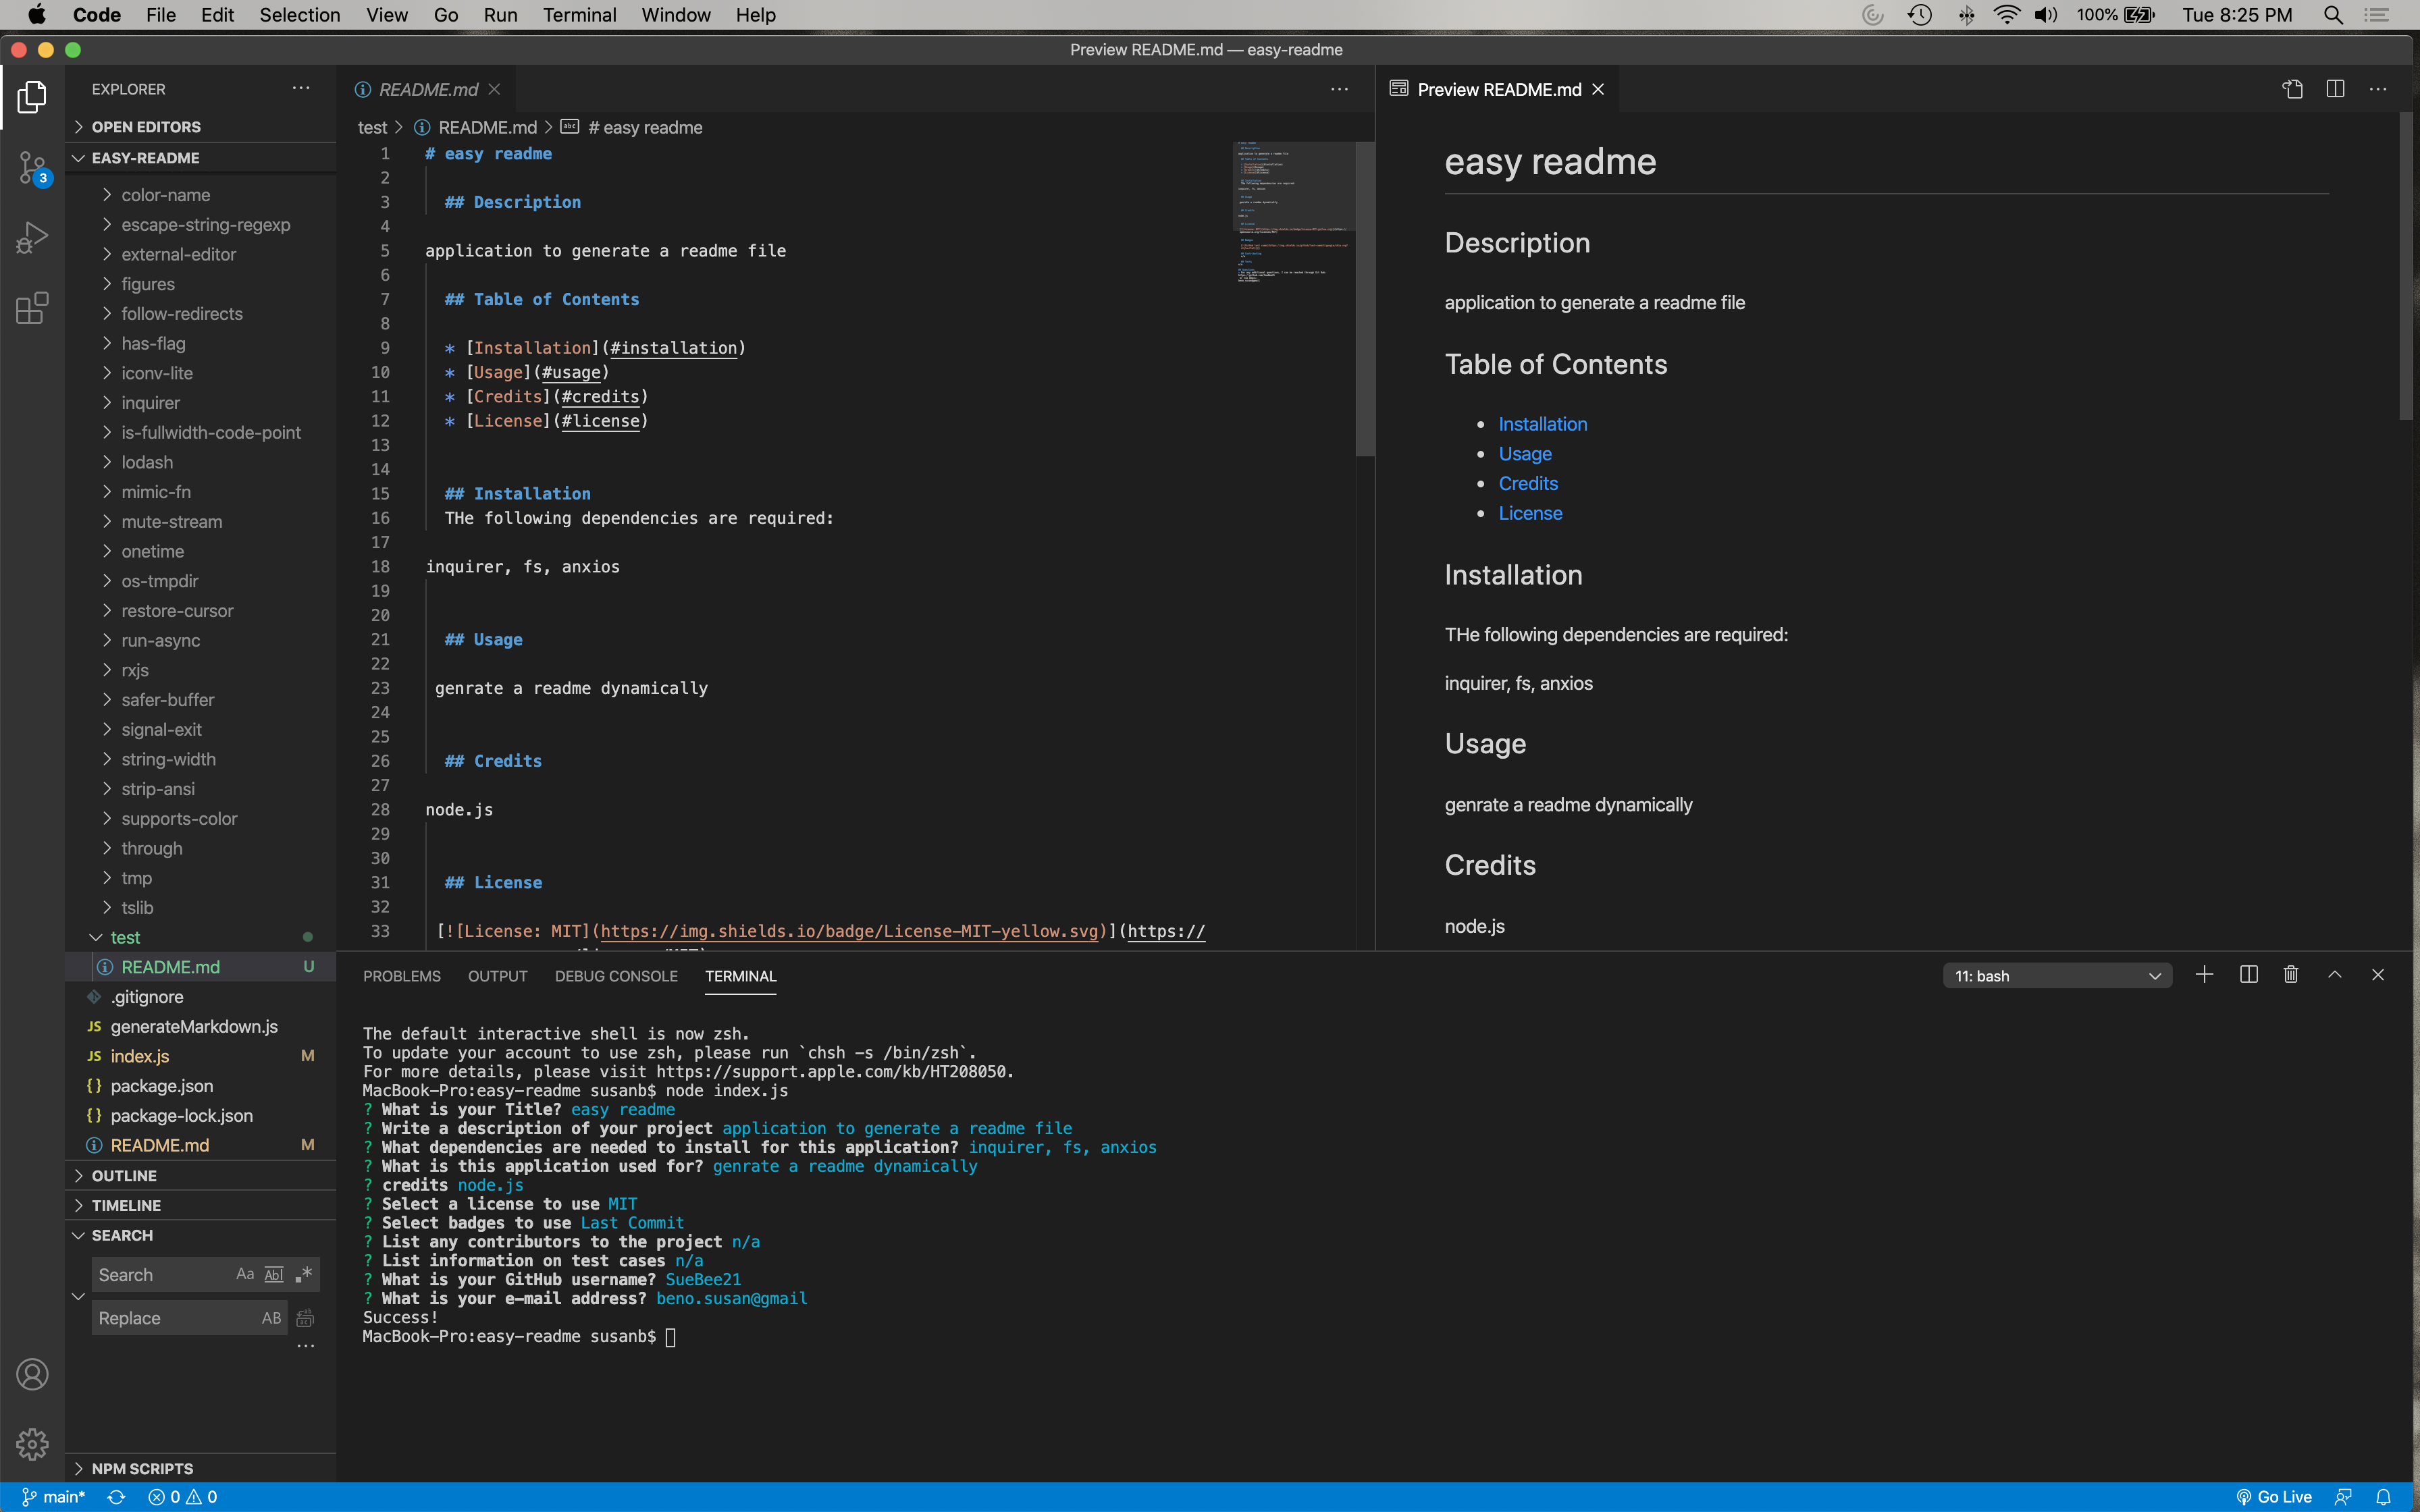 Code File Edit Selection View Go Run Terminal Window Help 100% Tue 8:25 PM
Preview README.md — easy-readme
EXPLORER
OPEN EDITORS
EASY-README
color-name
escape-string-regexp
external-editor
figures
follow-redirects
has-flag
iconv-lite
inquirer
is-fullwidth-code-point
lodash
mimic-fn
mute-stream
onetime
os-tmpdir
restore-cursor
run-async
rxjs
safer-buffer
signal-exit
string-width
strip-ansi
supports-color
through
tmp
tslib
test
README.md U
.gitignore
JS generateMarkdown.js
JS index.js M
{} package.json
{} package-lock.json
README.md M
OUTLINE
TIMELINE
SEARCH
Search Aa Abl .*
Replace AB
NPM SCRIPTS
3
README.md
test > README.md > # easy readme
1 # easy readme
2
3 ## Description
4
5 application to generate a readme file
6
7 ## Table of Contents
8
9 * [Installation](#installation)
10 * [Usage](#usage)
11 * [Credits](#credits)
12 * [License](#license)
13
14
15 ## Installation
16 THe following dependencies are required:
17
18 inquirer, fs, anxios
19
20
21 ## Usage
22
23 genrate a readme dynamically
24
25
26 ## Credits
27
28 node.js
29
30
31 ## License
32
33 [![License: MIT](https://img.shields.io/badge/License-MIT-yellow.svg)](https://
Preview README.md
easy readme
Description
application to generate a readme file
Table of Contents
• Installation
• Usage
• Credits
• License
Installation
THe following dependencies are required:
inquirer, fs, anxios
Usage
genrate a readme dynamically
Credits
node.js
PROBLEMS OUTPUT DEBUG CONSOLE TERMINAL 11: bash
The default interactive shell is now zsh.
To update your account to use zsh, please run `chsh -s /bin/zsh`.
For more details, please visit https://support.apple.com/kb/HT208050.
MacBook-Pro:easy-readme susanb$ node index.js
? What is your Title? easy readme
? Write a description of your project application to generate a readme file
? What dependencies are needed to install for this application? inquirer, fs, anxios
? What is this application used for? genrate a readme dynamically
? credits node.js
? Select a license to use MIT
? Select badges to use Last Commit
? List any contributors to the project n/a
? List information on test cases n/a
? What is your GitHub username? SueBee21
? What is your e-mail address? beno.susan@gmail
Success!
MacBook-Pro:easy-readme susanb$
main* 0 0 Go Live